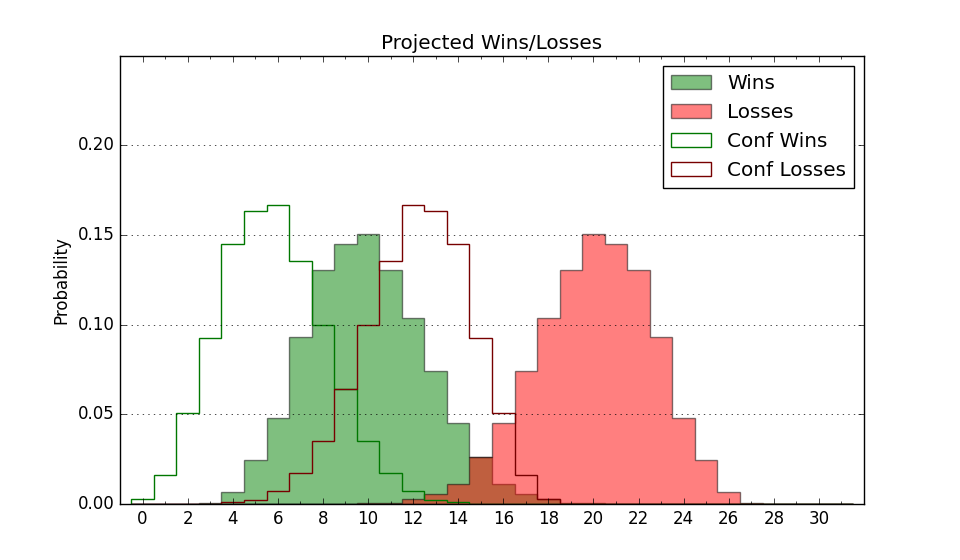 Projected Wins/Losses
Wins
Losses
Conf Wins
Conf Losses
Probability
0.20
0.15
0.10
0.05
0.00
0 2 4 6 8 10 12 14 16 18 20 22 24 26 28 30